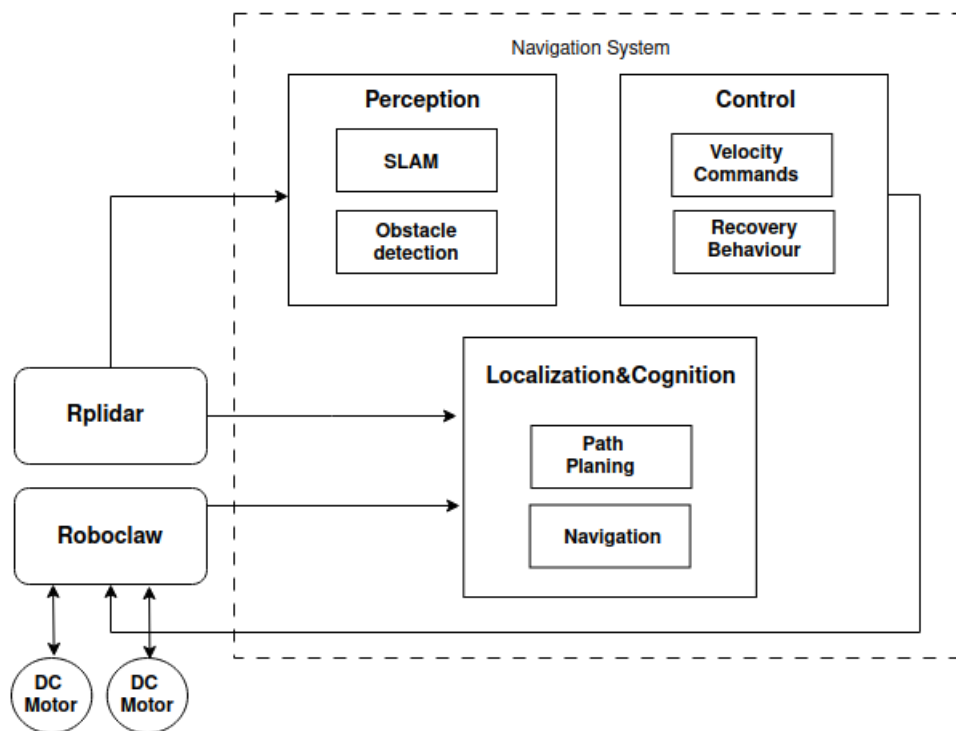 Navigation System
Perception
SLAM
Obstacle
detection
Control
Velocity
Commands
Recovery
Behaviour
Rplidar
Localization&Cognition
Path
Planing
Navigation
Roboclaw
DC
Motor
DC
Motor